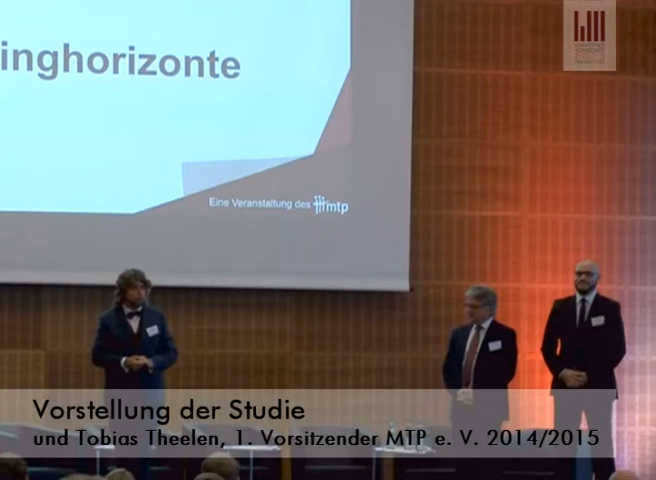 inghorizonte
Eine Veranstaltung des mtp
Vorstellung der Studie
und Tobias Theelen, 1. Vorsitzender MTP e. V. 2014/2015